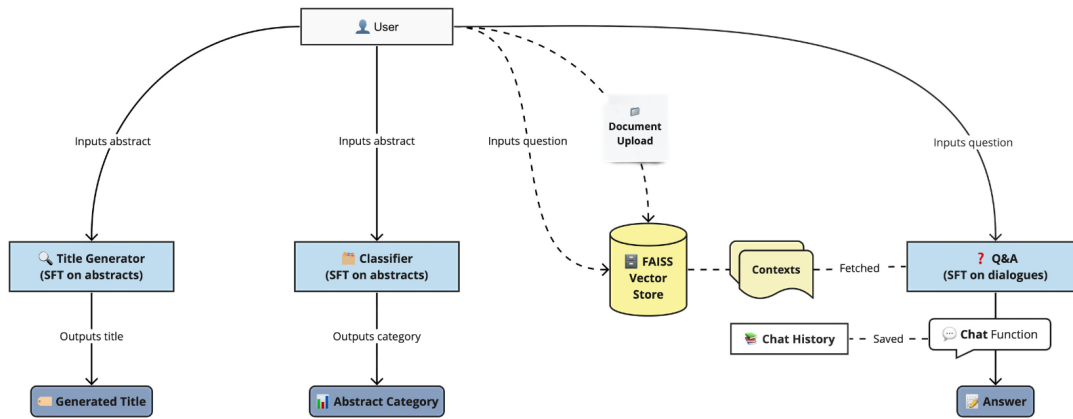 User
Document
Upload
Inputs abstract
Inputs abstract
Inputs question
Inputs question
Title Generator
(SFT on abstracts)
Classifier
(SFT on abstracts)
FAISS
Vector
Store
Contexts
Fetched
Q&A
(SFT on dialogues)
Outputs title
Outputs category
Chat History
Saved
Chat Function
Generated Title
Abstract Category
Answer